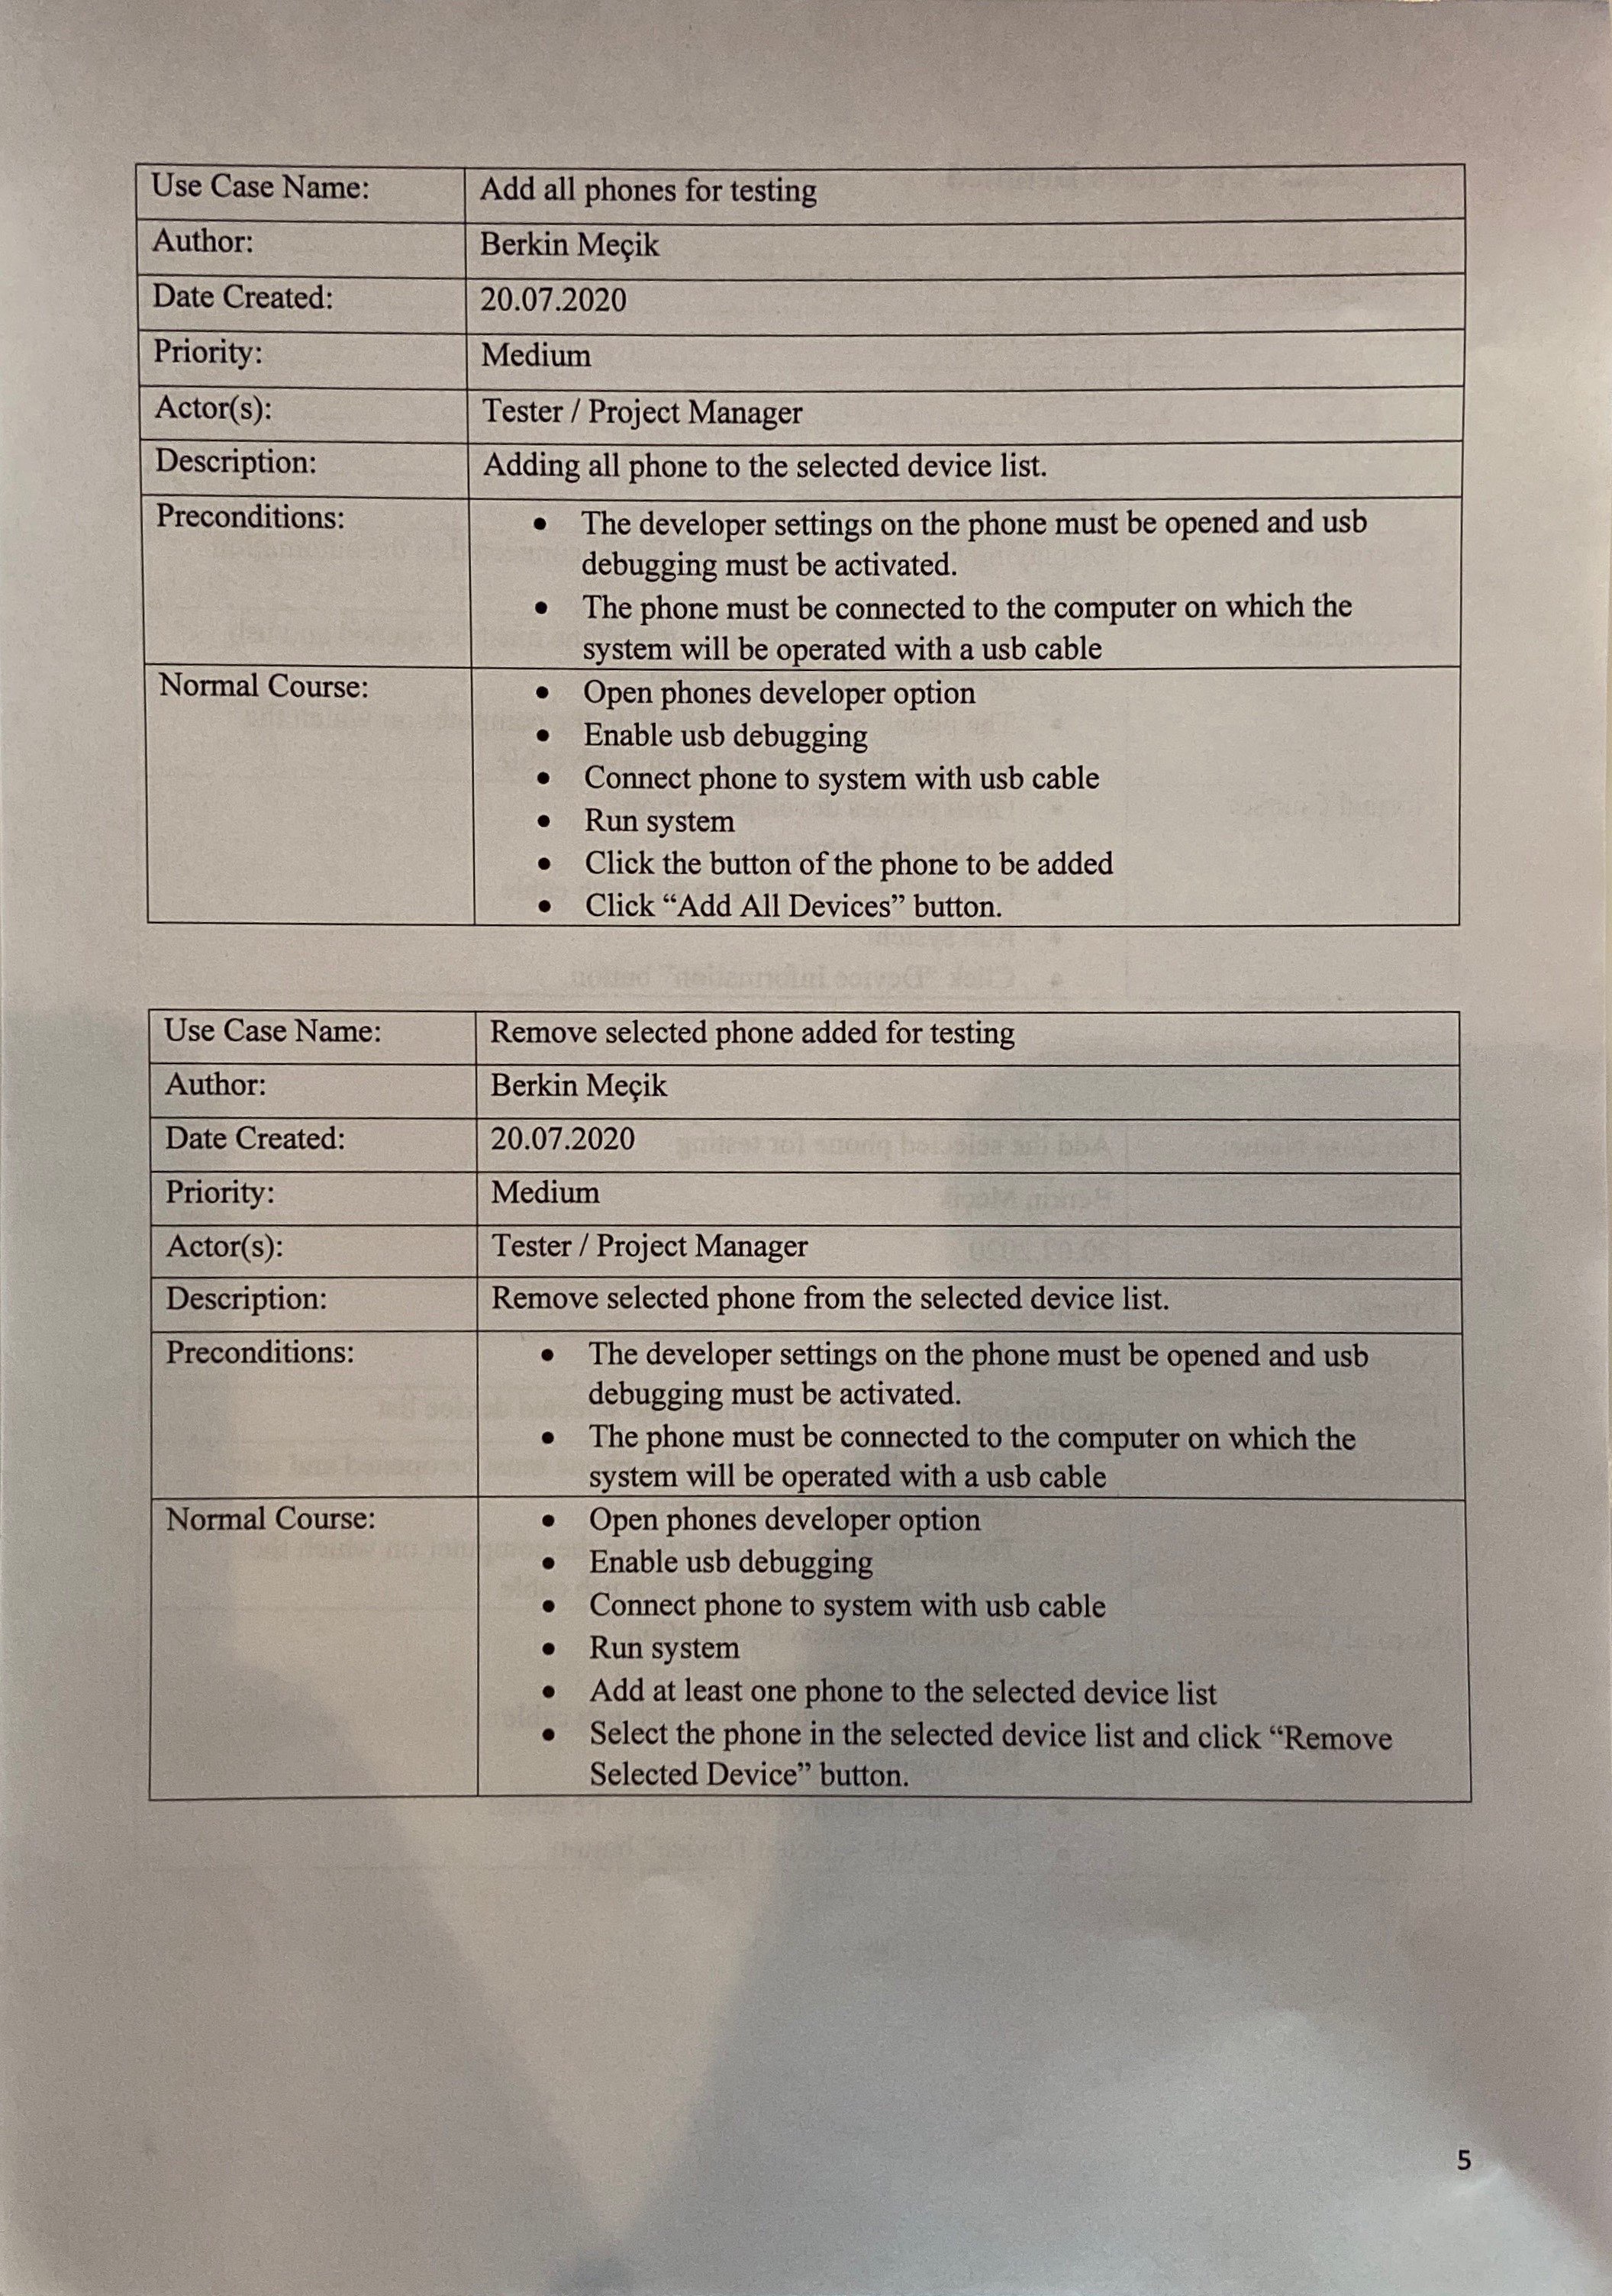 Use Case Name: Add all phones for testing
Author: Berkin Meçik
Date Created: 20.07.2020
Priority: Medium
Actor(s): Tester / Project Manager
Description: Adding all phone to the selected device list.
Preconditions: • The developer settings on the phone must be opened and usb
debugging must be activated.
• The phone must be connected to the computer on which the
system will be operated with a usb cable
Normal Course: • Open phones developer option
• Enable usb debugging
• Connect phone to system with usb cable
• Run system
• Click the button of the phone to be added
• Click “Add All Devices” button.
Use Case Name: Remove selected phone added for testing
Author: Berkin Meçik
Date Created: 20.07.2020
Priority: Medium
Actor(s): Tester / Project Manager
Description: Remove selected phone from the selected device list.
Preconditions: • The developer settings on the phone must be opened and usb
debugging must be activated.
• The phone must be connected to the computer on which the
system will be operated with a usb cable
Normal Course: • Open phones developer option
• Enable usb debugging
• Connect phone to system with usb cable
• Run system
• Add at least one phone to the selected device list
• Select the phone in the selected device list and click “Remove
Selected Device” button.
5